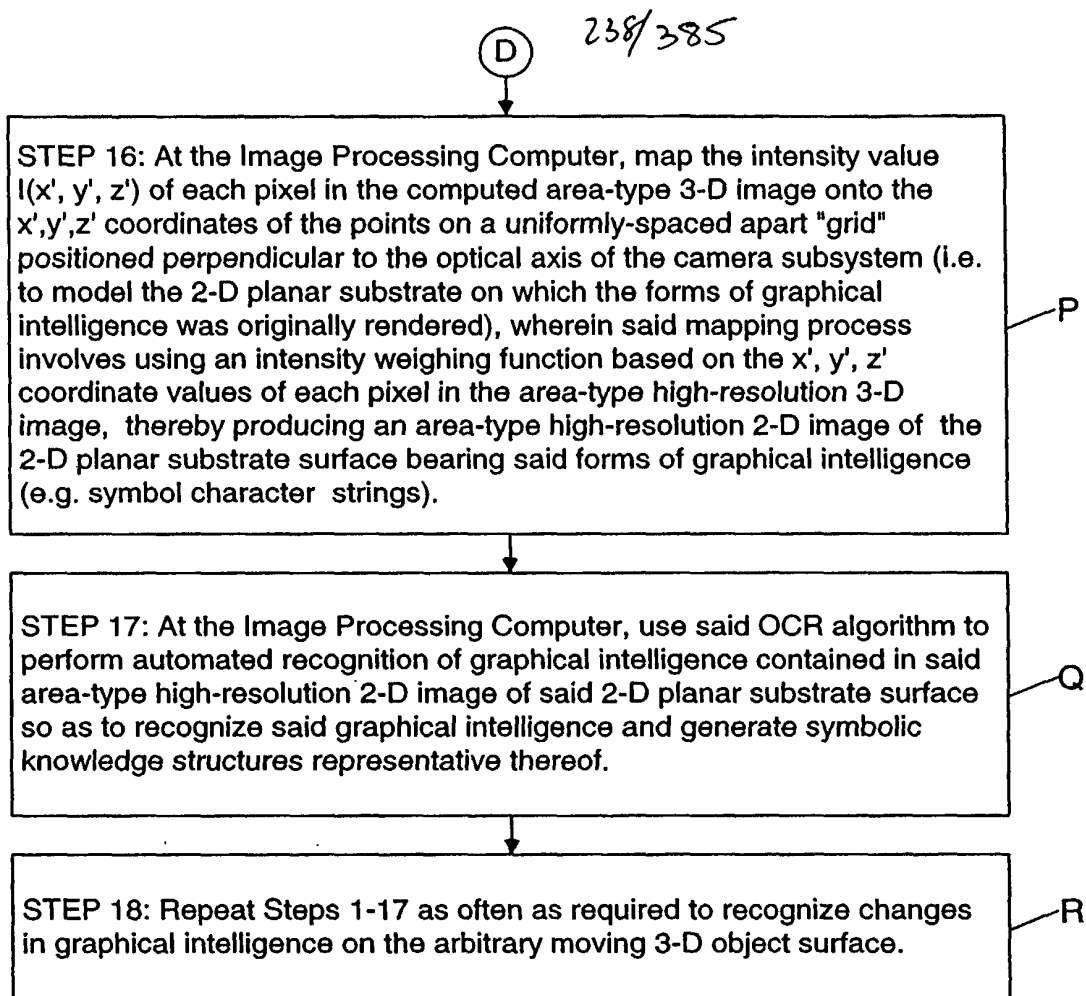 238/385
D
STEP 16: At the Image Processing Computer, map the intensity value
I(x', y', z') of each pixel in the computed area-type 3-D image onto the
x',y',z' coordinates of the points on a uniformly-spaced apart "grid"
positioned perpendicular to the optical axis of the camera subsystem (i.e.
to model the 2-D planar substrate on which the forms of graphical
intelligence was originally rendered), wherein said mapping process
involves using an intensity weighing function based on the x', y', z'
coordinate values of each pixel in the area-type high-resolution 3-D
image, thereby producing an area-type high-resolution 2-D image of the
2-D planar substrate surface bearing said forms of graphical intelligence
(e.g. symbol character strings).
P
STEP 17: At the Image Processing Computer, use said OCR algorithm to
perform automated recognition of graphical intelligence contained in said
area-type high-resolution 2-D image of said 2-D planar substrate surface
so as to recognize said graphical intelligence and generate symbolic
knowledge structures representative thereof.
Q
STEP 18: Repeat Steps 1-17 as often as required to recognize changes
in graphical intelligence on the arbitrary moving 3-D object surface.
R